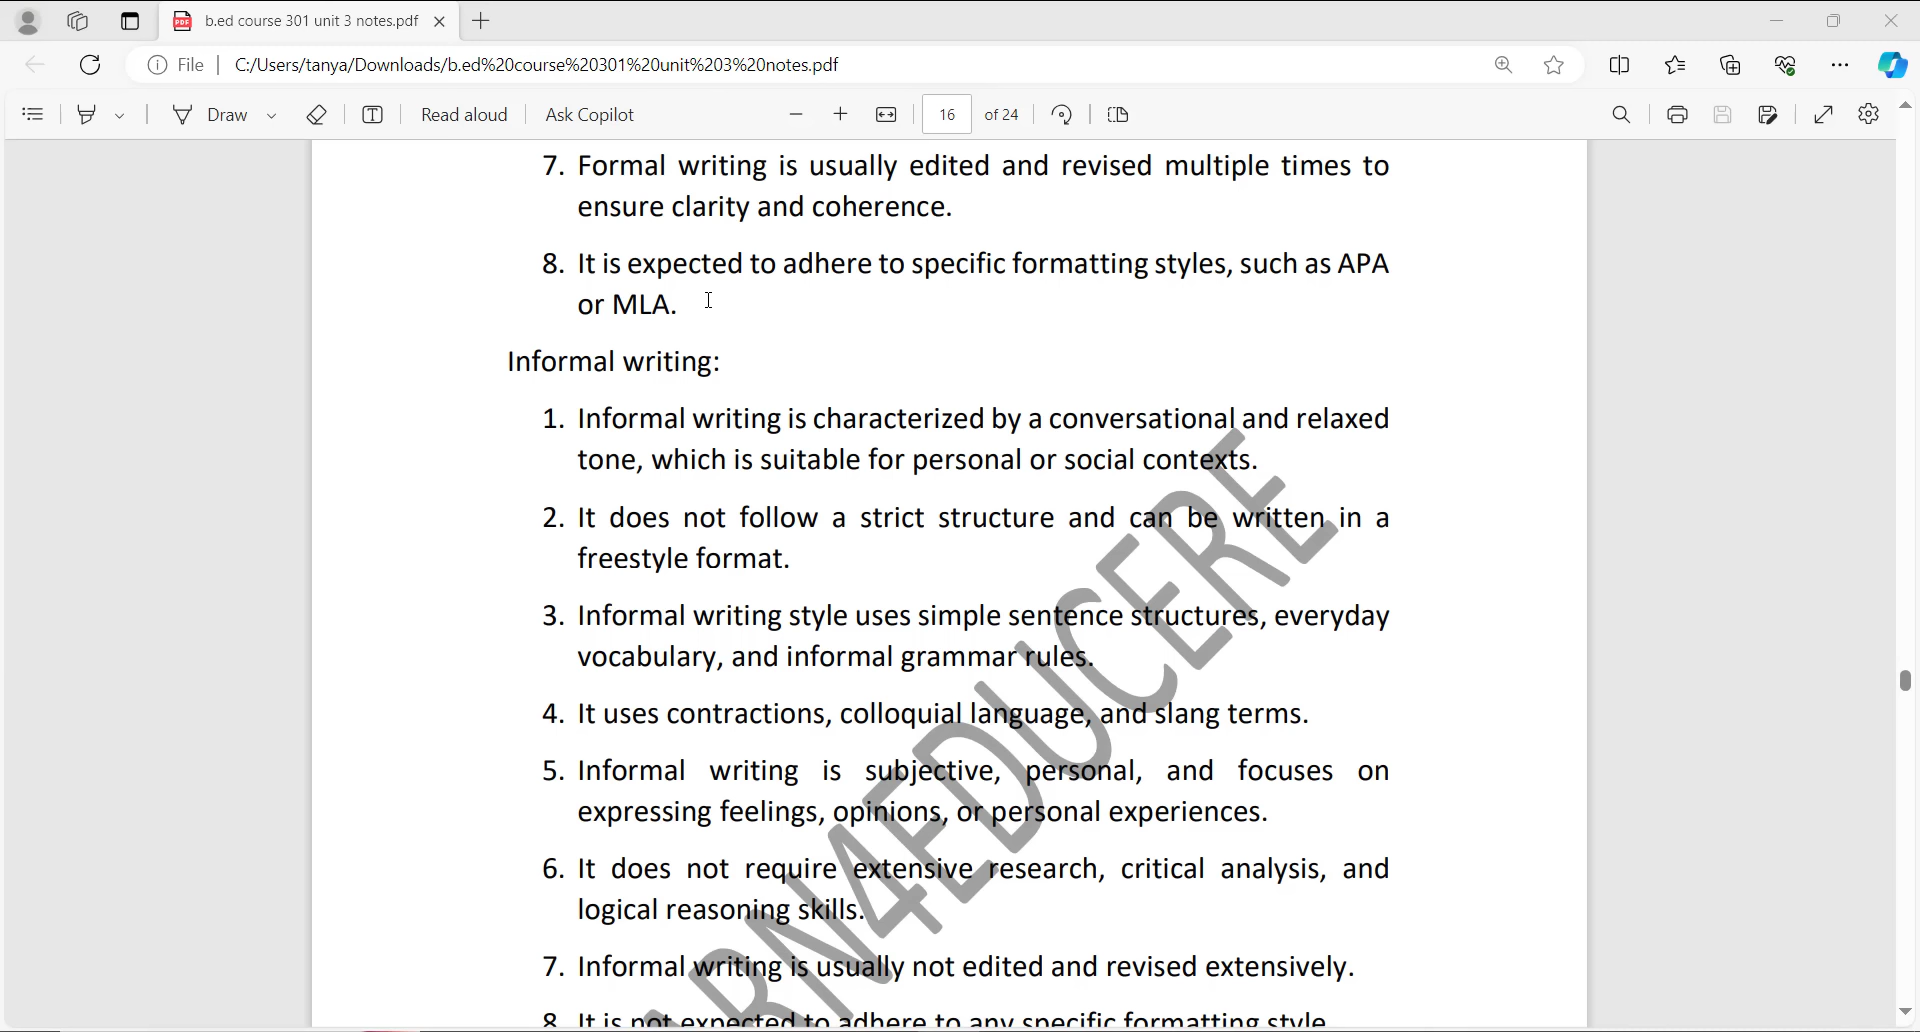 b.ed course 301 unit 3 notes.pdf
File
C:/Users/tanya/Downloads/b.ed%20course%20301%20unit%203%20notes.pdf
Draw
Read aloud
Ask Copilot
16
of 24
7. Formal writing is usually edited and revised multiple times to
ensure clarity and coherence.
8. It is expected to adhere to specific formatting styles, such as APA
or MLA.
Informal writing:
1. Informal writing is characterized by a conversational and relaxed
tone, which is suitable for personal or social contexts.
2. It does not follow a strict structure and can be written in a
freestyle format.
3. Informal writing style uses simple sentence structures, everyday
vocabulary, and informal grammar rules.
4. It uses contractions, colloquial language, and slang terms.
5. Informal writing is subjective, personal, and focuses on
expressing feelings, opinions, or personal experiences.
6. It does not require extensive research, critical analysis, and
logical reasoning skills.
7. Informal writing is usually not edited and revised extensively.
8. It is not expected to adhere to any specific formatting style.
ARN4EDUCERE